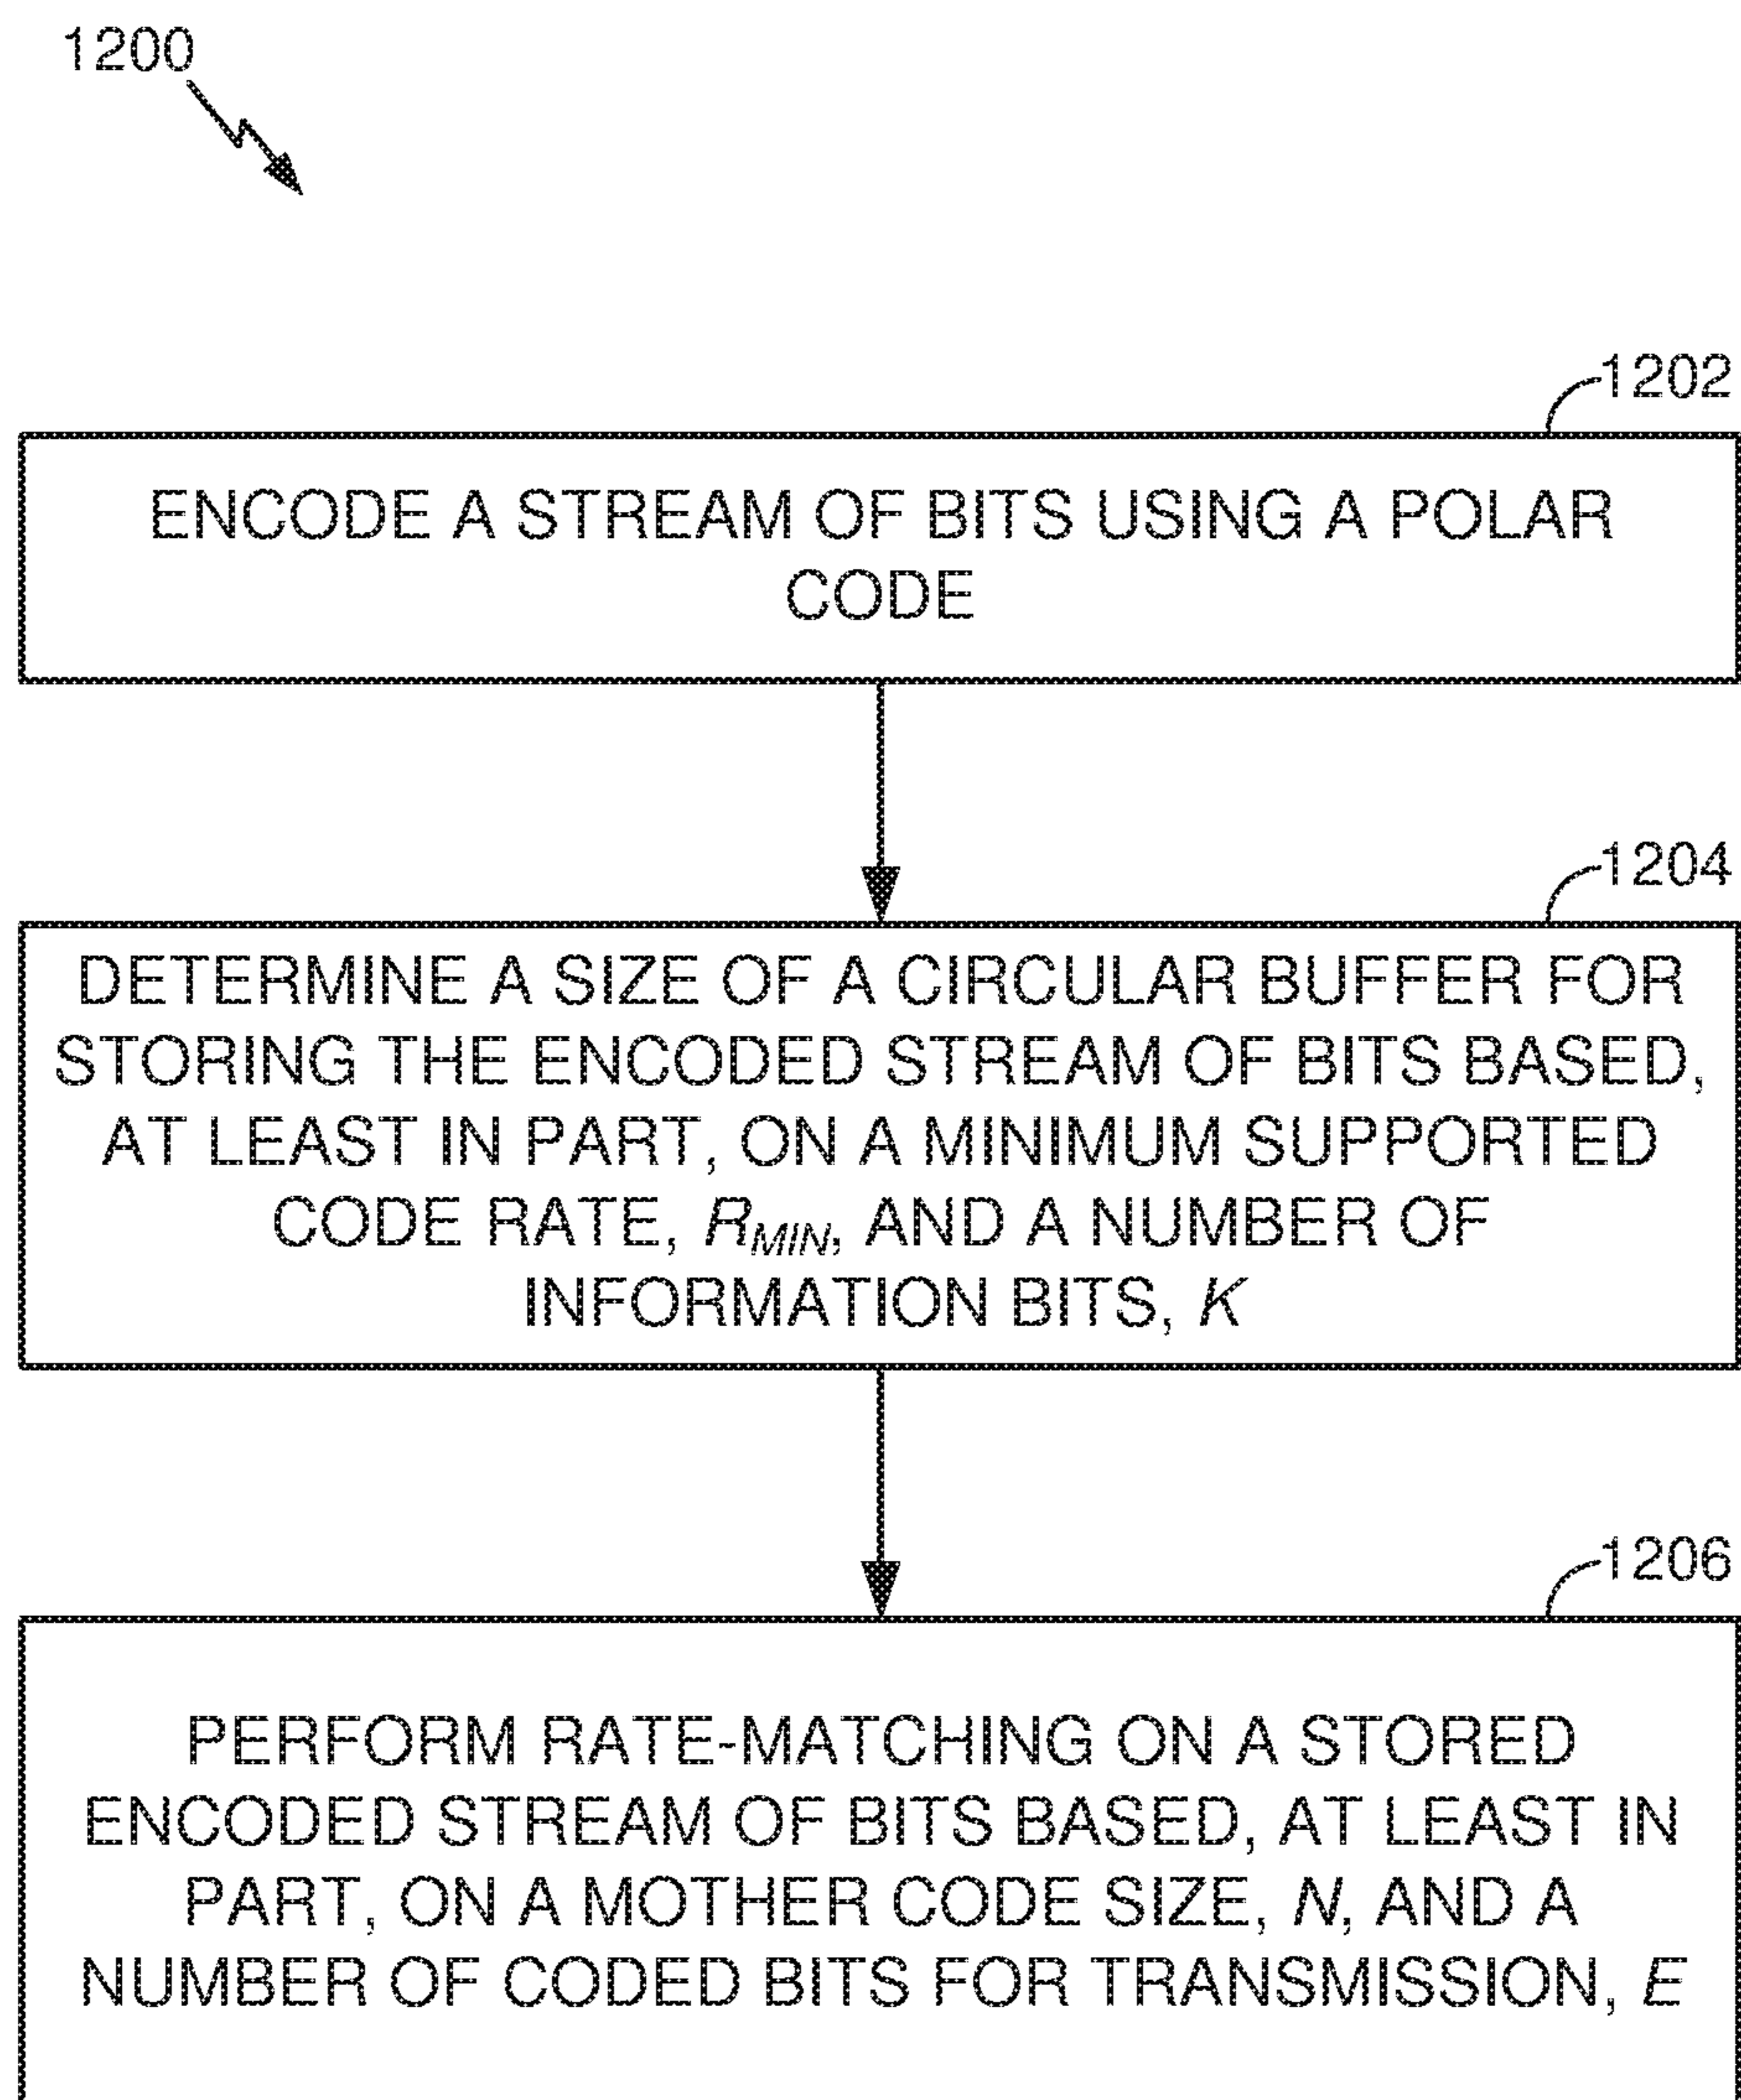 1200
1202
ENCODE A STREAM OF BITS USING A POLAR
CODE
1204
DETERMINE A SIZE OF A CIRCULAR BUFFER FOR
STORING THE ENCODED STREAM OF BITS BASED,
AT LEAST IN PART, ON A MINIMUM SUPPORTED
CODE RATE, R_MIN, AND A NUMBER OF
INFORMATION BITS, K
1206
PERFORM RATE-MATCHING ON A STORED
ENCODED STREAM OF BITS BASED, AT LEAST IN
PART, ON A MOTHER CODE SIZE, N, AND A
NUMBER OF CODED BITS FOR TRANSMISSION, E